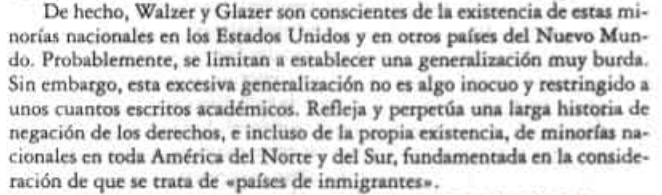 De hecho, Walzer y Glazer son conscientes de la existencia de estas mi-
norías nacionales en los Estados Unidos y en otros países del Nuevo Mun-
do. Probablemente, se limitan a establecer una generalización muy burda.
Sin embargo, esta excesiva generalización no es algo inocuo y restringido a
unos cuantos escritos académicos. Refleja y perpetúa una larga historia de
negación de los derechos, e incluso de la propia existencia, de minorías na-
cionales en toda América del Norte y del Sur, fundamentada en la conside-
ración de que se trata de «países de inmigrantes».